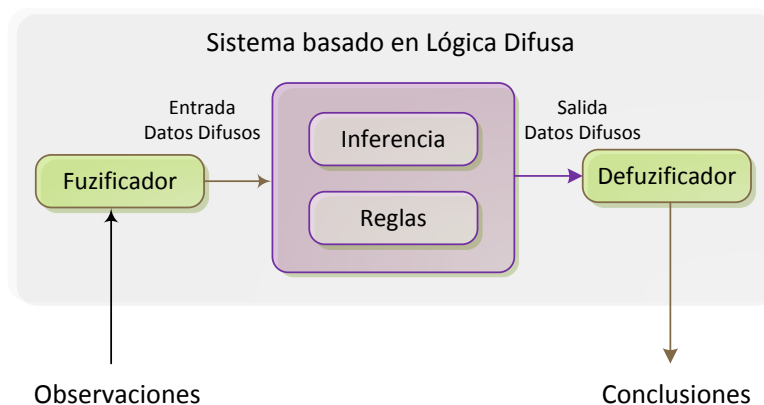 Sistema basado en Lógica Difusa
Entrada
Datos Difusos
Salida
Datos Difusos
Inferencia
Fuzificador
Defuzificador
Reglas
Observaciones
Conclusiones